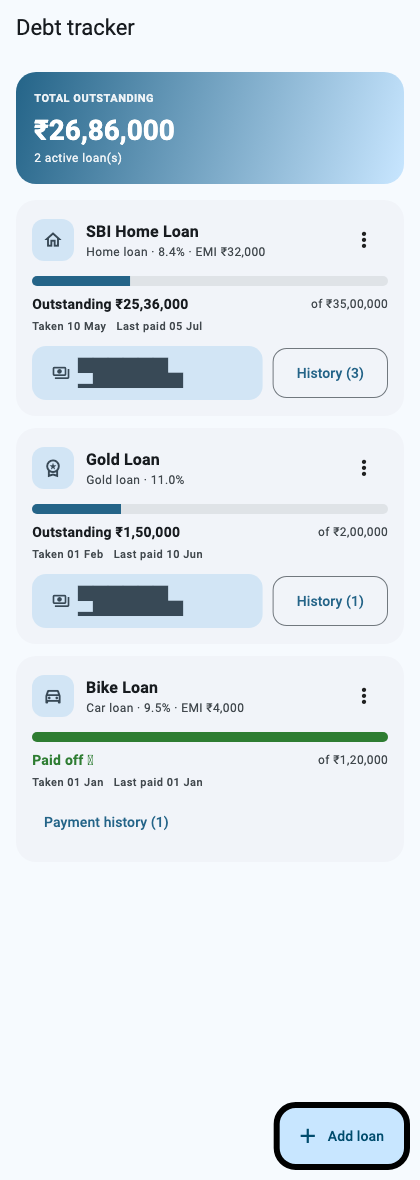 Debt tracker
TOTAL OUTSTANDING
₹26,86,000
2 active loan(s)
SBI Home Loan
Home loan · 8.4% · EMI ₹32,000
Outstanding ₹25,36,000
of ₹35,00,000
Taken 10 May Last paid 05 Jul
History (3)
Gold Loan
Gold loan · 11.0%
Outstanding ₹1,50,000
of ₹2,00,000
Taken 01 Feb Last paid 10 Jun
History (1)
Bike Loan
Car loan · 9.5% · EMI ₹4,000
Paid off
of ₹1,20,000
Taken 01 Jan Last paid 01 Jan
Payment history (1)
Add loan